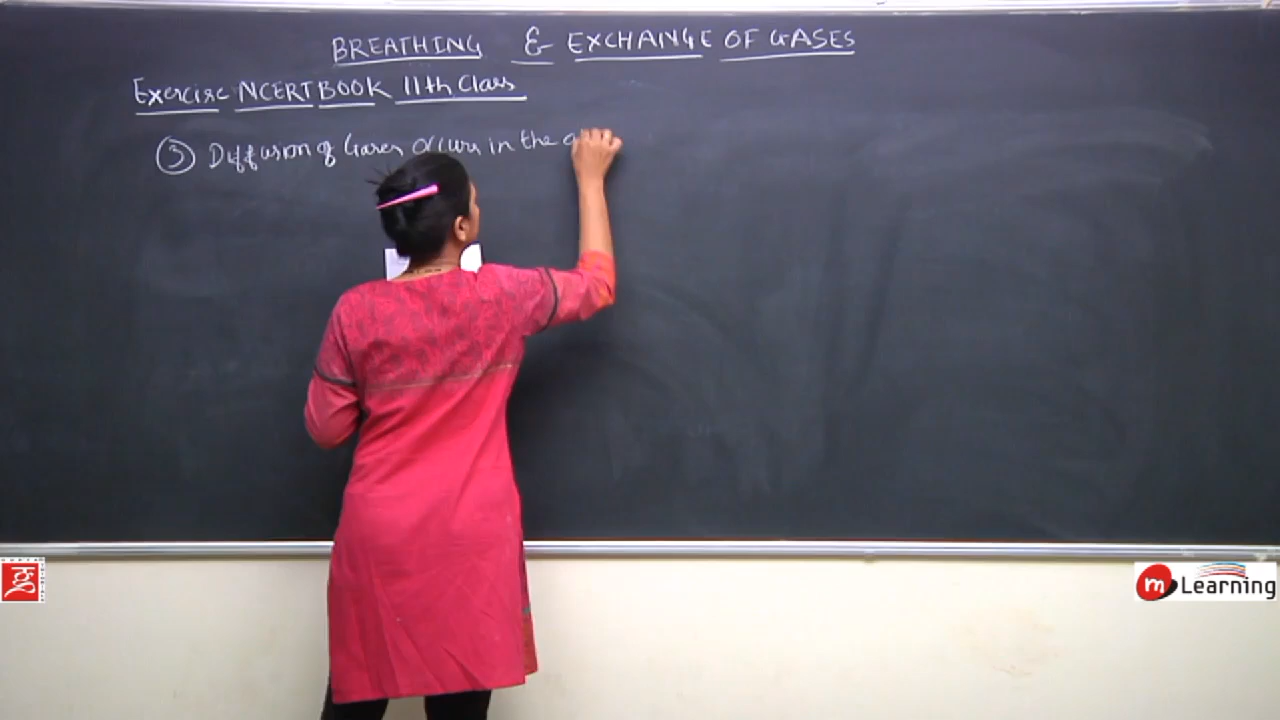 BREATHING & EXCHANGE OF GASES
Exercise NCERT BOOK 11th Class
③ Diffusion of Gases occurs in the
m Learning